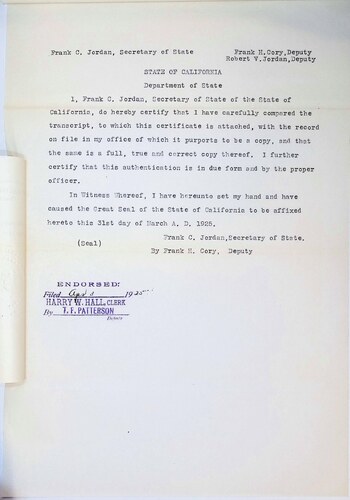 Frank C. Jordan, Secretary of State Frank H.Cory,Deputy
Robert V.Jordan,Deputy
STATE OF CALIFORNIA
Department of State
I, Frank C. Jordan, Secretary of State of the State of
California, do hereby certify that I have carefully compared the
transcript, to which this certificate is attached, with the record
on file in my office of which it purports to be a copy, and that
the same is a full, true and correct copy thereof. I further
certify that this authentication is in due form and by the proper
officer.
In Witness Whereof, I have hereunto set my hand and have
caused the Great Seal of the State of California to be affixed
hereto this 31st day of March A. D. 1925.
(Seal) Frank C. Jordan,Secretary of State.
By Frank H. Cory, Deputy
ENDORSED:
Filed Apr 1 1925
HARRY W. HALL, CLERK
By T. F. PATTERSON
Deputy